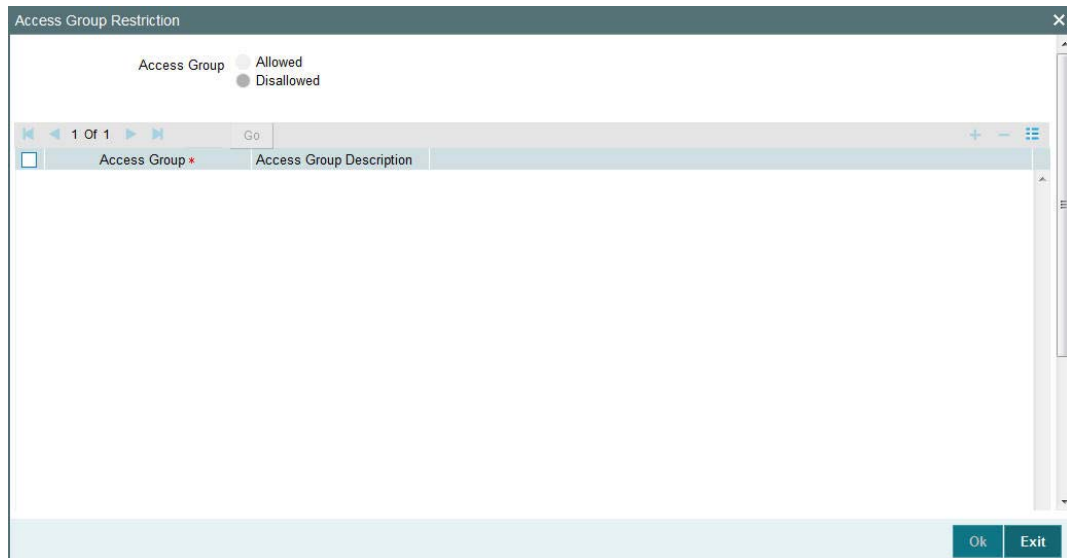 Access Group Restriction
Access Group
Allowed
Disallowed
1 Of 1
Go
Access Group *
Access Group Description
Ok
Exit